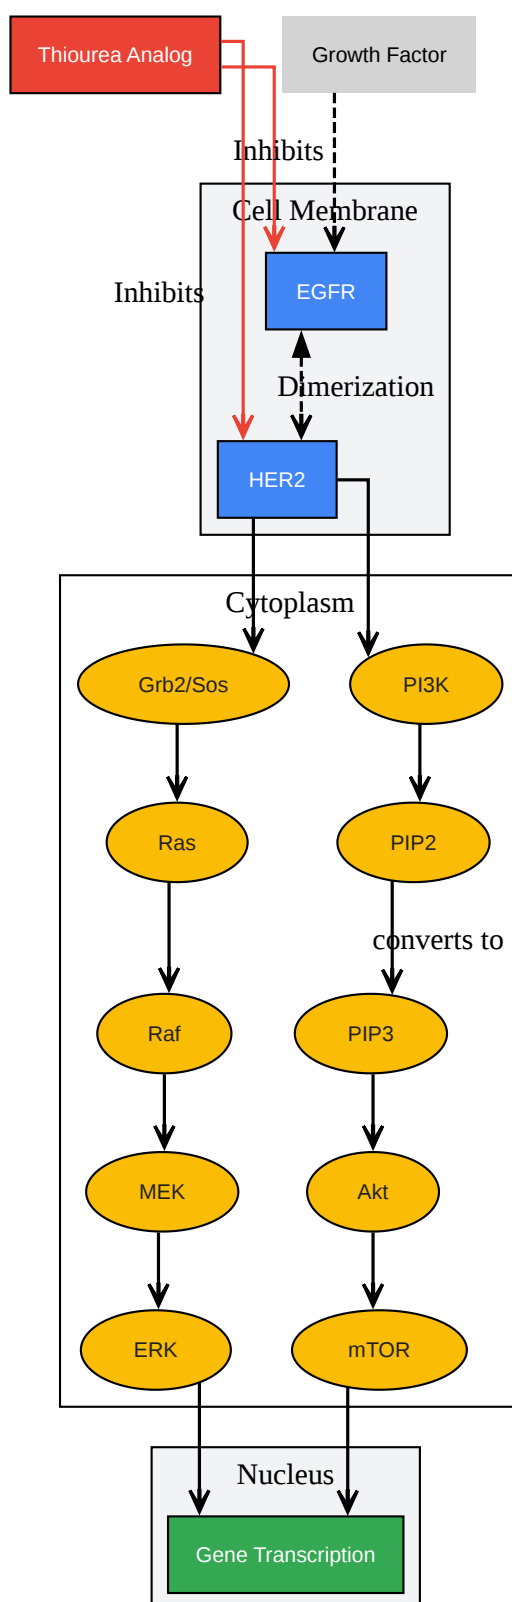 Thiourea Analog
Growth Factor
Inhibits
Cell Membrane
Inhibits
EGFR
Dimerization
HER2
Cytoplasm
Grb2/Sos
PI3K
Ras
PIP2
converts to
Raf
PIP3
MEK
Akt
ERK
mTOR
Nucleus
Gene Transcription